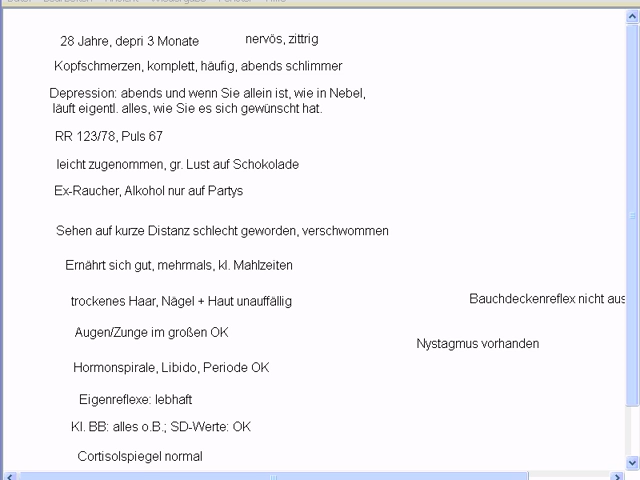 28 Jahre, depri 3 Monate
nervös, zittrig
Kopfschmerzen, komplett, häufig, abends schlimmer
Depression: abends und wenn Sie allein ist, wie in Nebel,
läuft eigentl. alles, wie Sie es sich gewünscht hat.
RR 123/78, Puls 67
leicht zugenommen, gr. Lust auf Schokolade
Ex-Raucher, Alkohol nur auf Partys
Sehen auf kurze Distanz schlecht geworden, verschwommen
Ernährt sich gut, mehrmals, kl. Mahlzeiten
trockenes Haar, Nägel + Haut unauffällig
Bauchdeckenreflex nicht aus
Augen/Zunge im großen OK
Nystagmus vorhanden
Hormonspirale, Libido, Periode OK
Eigenreflexe: lebhaft
Kl. BB: alles o.B.; SD-Werte: OK
Cortisolspiegel normal